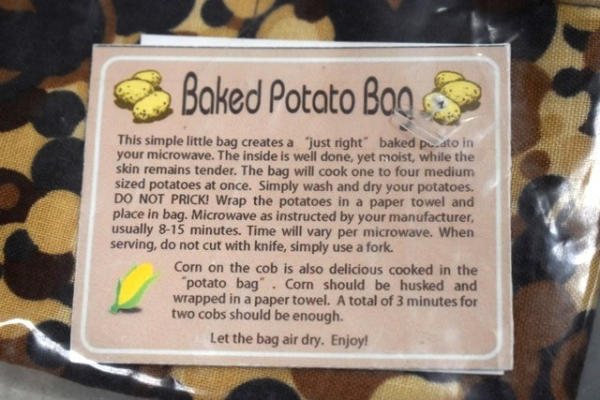 Baked Potato Bag
This simple little bag creates a "just right" baked potato in
your microwave. The inside is well done, yet moist, while the
skin remains tender. The bag will cook one to four medium
sized potatoes at once. Simply wash and dry your potatoes.
DO NOT PRICK! Wrap the potatoes in a paper towel and
place in bag. Microwave as instructed by your manufacturer,
usually 8-15 minutes. Time will vary per microwave. When
serving, do not cut with knife, simply use a fork.
Corn on the cob is also delicious cooked in the
"potato bag" . Corn should be husked and
wrapped in a paper towel. A total of 3 minutes for
two cobs should be enough.
Let the bag air dry. Enjoy!